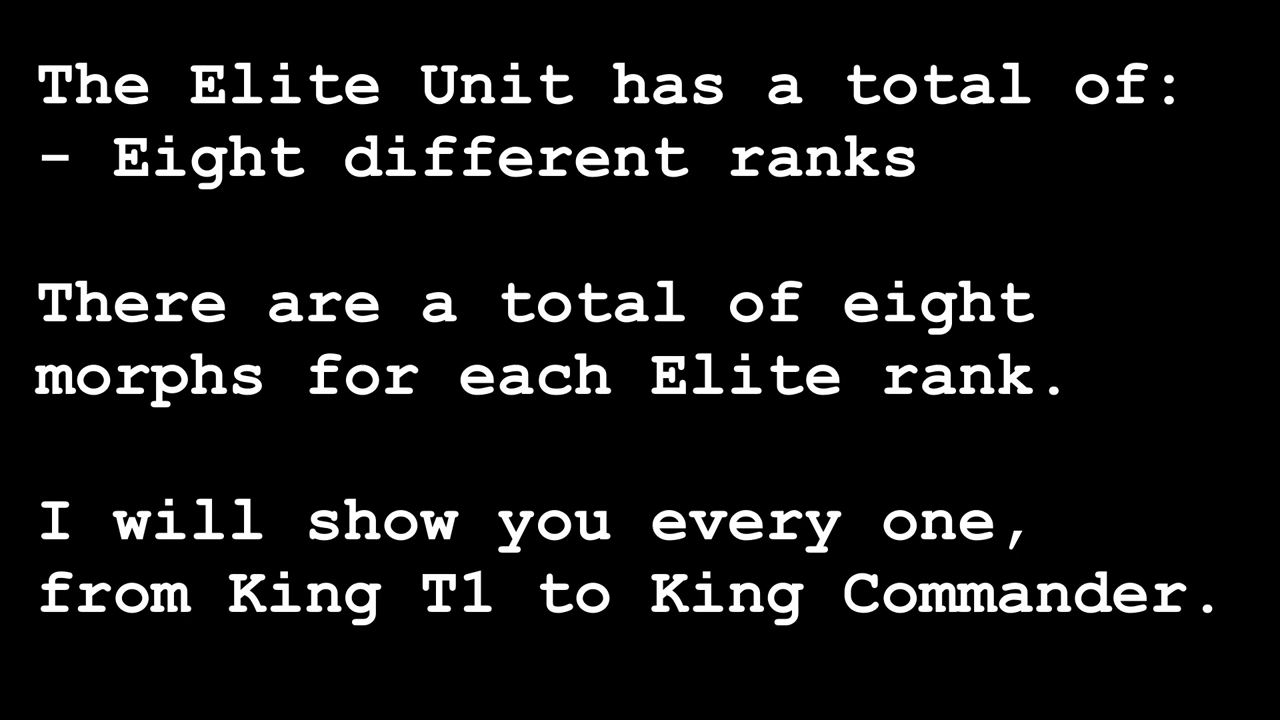 The Elite Unit has a total of:
- Eight different ranks
There are a total of eight
morphs for each Elite rank.
I will show you every one,
from King T1 to King Commander.